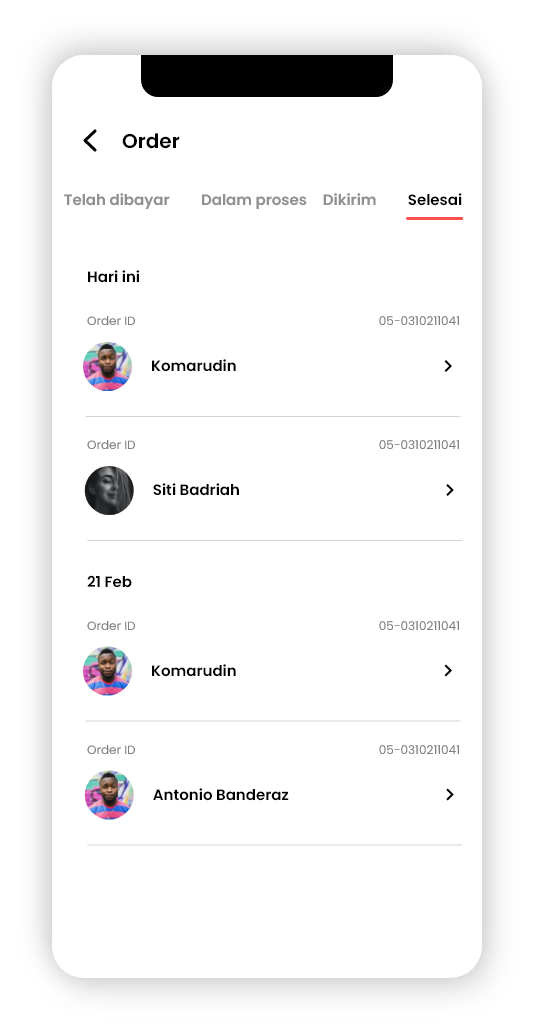 Order
Telah dibayar Dalam proses Dikirim Selesai
Hari ini
Order ID 05-0310211041
Komarudin
Order ID 05-0310211041
Siti Badriah
21 Feb
Order ID 05-0310211041
Komarudin
Order ID 05-0310211041
Antonio Banderaz